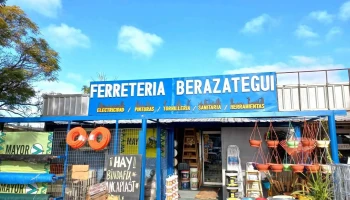 FERRETERIA BERAZATEGUI
ELECTRICIDAD / PINTURAS / TORNILLERIA / SANITARIA / HERRAMIENTAS
MAYOR
¡HAY